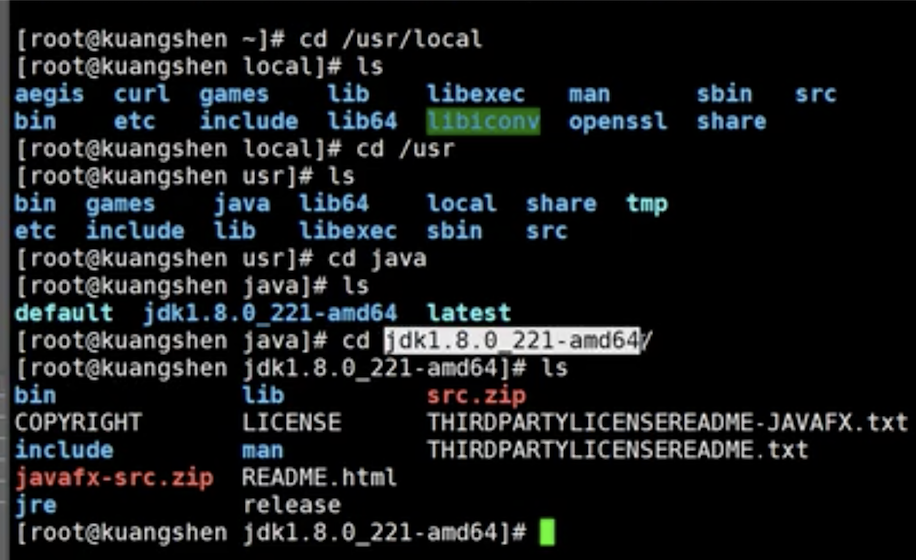 [root@kuangshen ~]# cd /usr/local
[root@kuangshen local]# ls
aegis  curl  games    lib    libexec   man      sbin   src
bin    etc   include  lib64  libiconv  openssl  share
[root@kuangshen local]# cd /usr
[root@kuangshen usr]# ls
bin  games    java  lib64    local  share  tmp
etc  include  lib   libexec  sbin   src
[root@kuangshen usr]# cd java
[root@kuangshen java]# ls
default  jdk1.8.0_221-amd64  latest
[root@kuangshen java]# cd jdk1.8.0_221-amd64/
[root@kuangshen jdk1.8.0_221-amd64]# ls
bin             lib          src.zip
COPYRIGHT       LICENSE      THIRDPARTYLICENSEREADME-JAVAFX.txt
include         man          THIRDPARTYLICENSEREADME.txt
javafx-src.zip  README.html
jre             release
[root@kuangshen jdk1.8.0_221-amd64]#